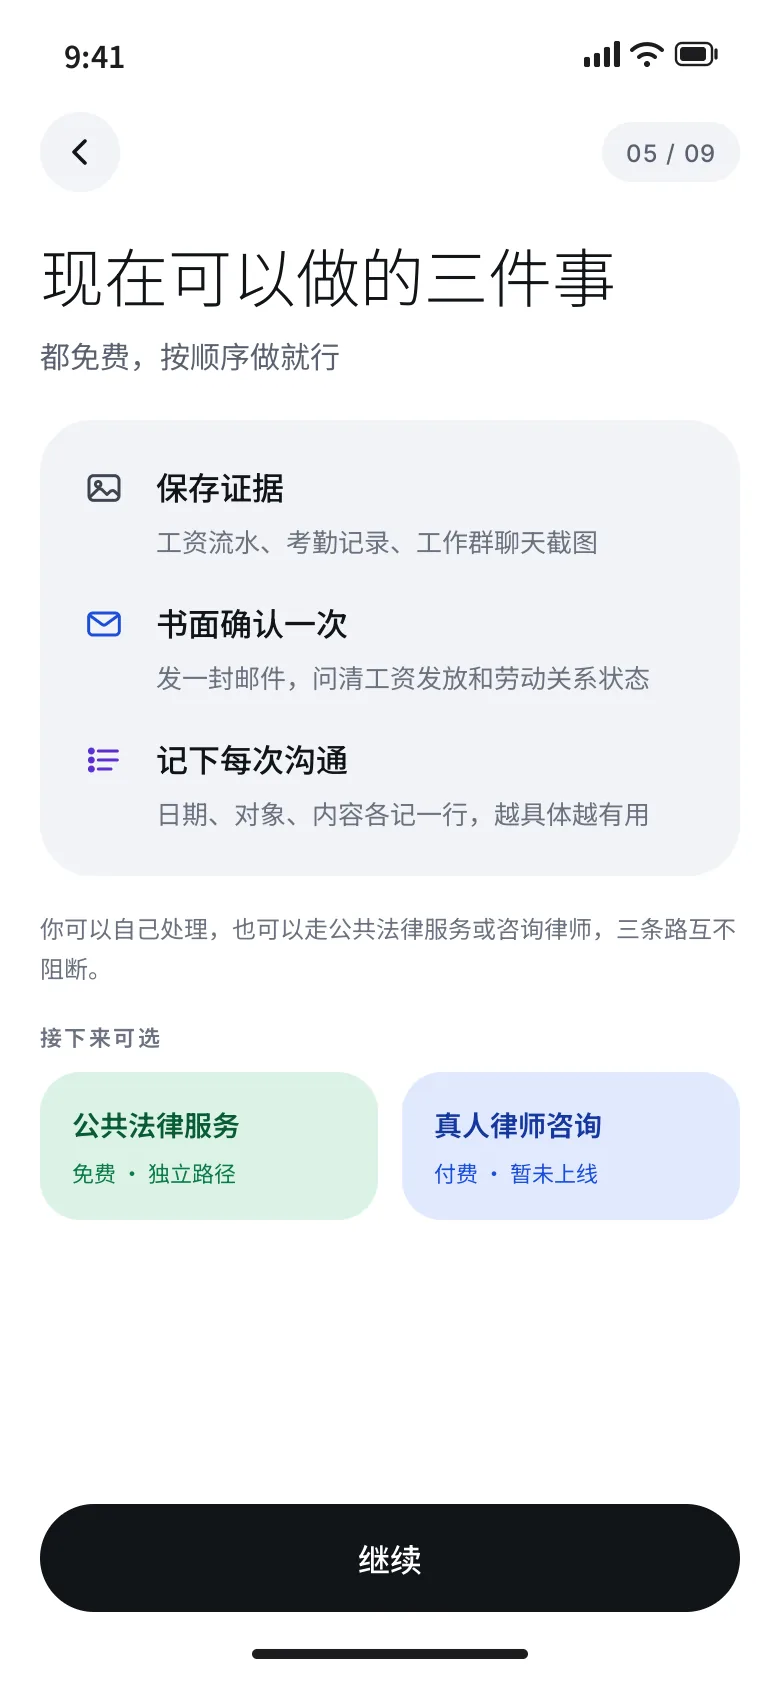 9:41
05 / 09
现在可以做的三件事
都免费，按顺序做就行
保存证据
工资流水、考勤记录、工作群聊天截图
书面确认一次
发一封邮件，问清工资发放和劳动关系状态
记下每次沟通
日期、对象、内容各记一行，越具体越有用
你可以自己处理，也可以走公共法律服务或咨询律师，三条路互不
阻断。
接下来可选
公共法律服务
免费 · 独立路径
真人律师咨询
付费 · 暂未上线
继续